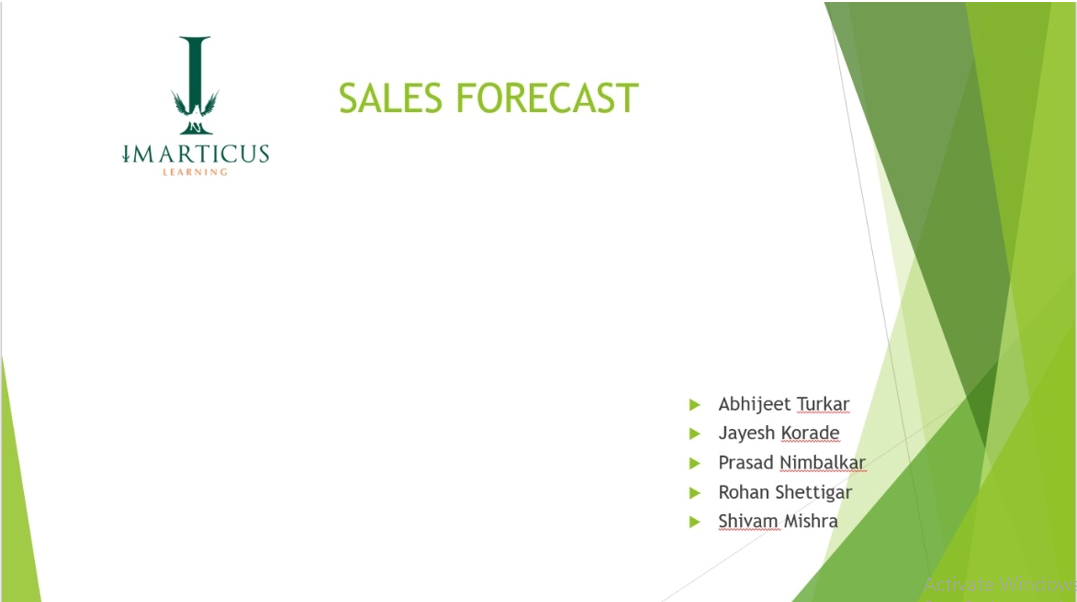 IMARTICUS
LEARNING
SALES FORECAST
Abhijeet Turkar
Jayesh Korade
Prasad Nimbalkar
Rohan Shettigar
Shivam Mishra
Activate Windows